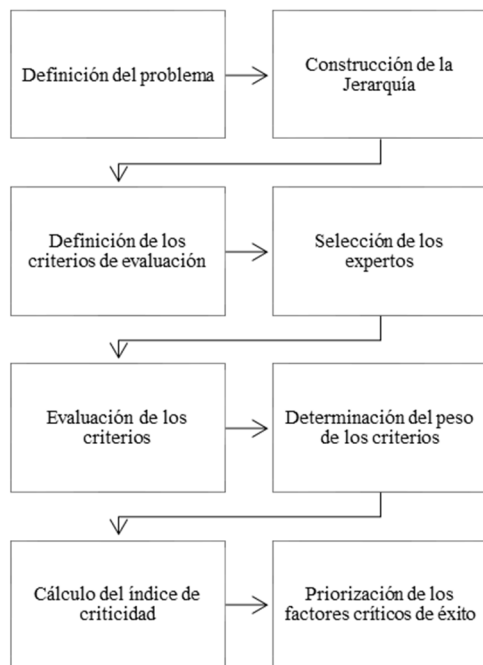 Definición del problema
Construcción de la
Jerarquía
Definición de los
criterios de evaluación
Selección de los
expertos
Evaluación de los
criterios
Determinación del peso
de los criterios
Cálculo del índice de
criticidad
Priorización de los
factores críticos de éxito